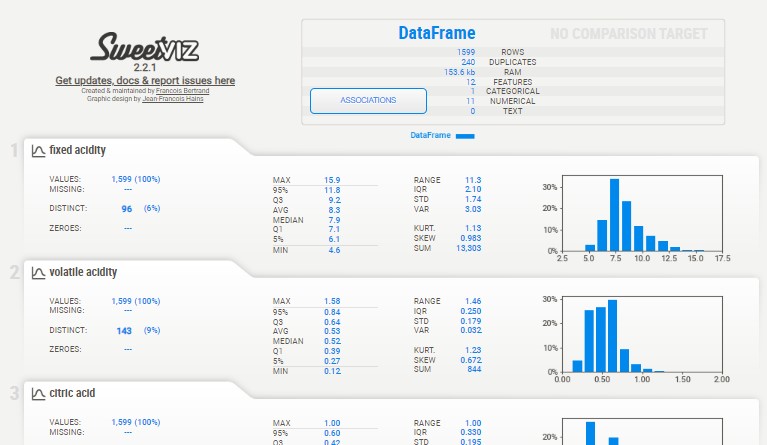 SweetVIZ
2.2.1
Get updates, docs & report issues here
Created & maintained by Francois Bertrand
Graphic design by Jean-Francois Hains
DataFrame NO COMPARISON TARGET
1599 ROWS
240 DUPLICATES
153.6 kb RAM
12 FEATURES
1 CATEGORICAL
11 NUMERICAL
0 TEXT
ASSOCIATIONS
DataFrame
1 fixed acidity
VALUES: 1,599 (100%)
MISSING: ---
DISTINCT: 96 (6%)
ZEROES: ---
MAX 15.9
95% 11.8
Q3 9.2
AVG 8.3
MEDIAN 7.9
Q1 7.1
5% 6.1
MIN 4.6
RANGE 11.3
IQR 2.10
STD 1.74
VAR 3.03
KURT. 1.13
SKEW 0.983
SUM 13,303
30%
20%
10%
0%
2.5 5.0 7.5 10.0 12.5 15.0 17.5
2 volatile acidity
VALUES: 1,599 (100%)
MISSING: ---
DISTINCT: 143 (9%)
ZEROES: ---
MAX 1.58
95% 0.84
Q3 0.64
AVG 0.53
MEDIAN 0.52
Q1 0.39
5% 0.27
MIN 0.12
RANGE 1.46
IQR 0.250
STD 0.179
VAR 0.032
KURT. 1.23
SKEW 0.672
SUM 844
30%
20%
10%
0%
0.00 0.50 1.00 1.50 2.00
3 citric acid
VALUES: 1,599 (100%)
MISSING: ---
MAX 1.00
95% 0.60
Q3 0.42
RANGE 1.00
IQR 0.330
STD 0.195
20%